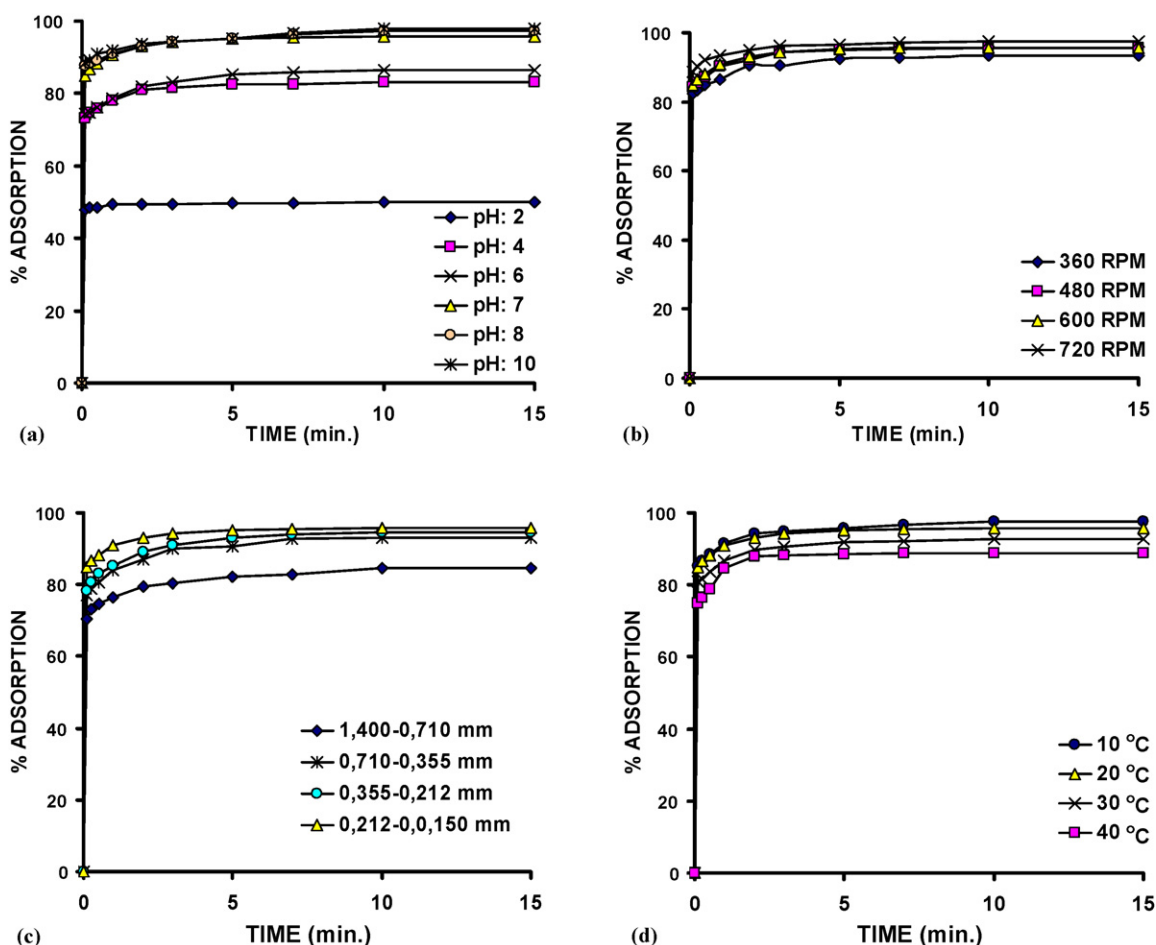 100
80
60
40
20
0
% ADSORPTION
pH: 2
pH: 4
pH: 6
pH: 7
pH: 8
pH: 10
0 5 10 15
TIME (min.)
(a)
100
80
60
40
20
0
% ADSORPTION
360 RPM
480 RPM
600 RPM
720 RPM
0 5 10 15
TIME (min.)
(b)
100
80
60
40
20
0
% ADSORPTION
1,400-0,710 mm
0,710-0,355 mm
0,355-0,212 mm
0,212-0,0,150 mm
0 5 10 15
TIME (min.)
(c)
100
80
60
40
20
0
% ADSORPTION
10 °C
20 °C
30 °C
40 °C
0 5 10 15
TIME (min.)
(d)